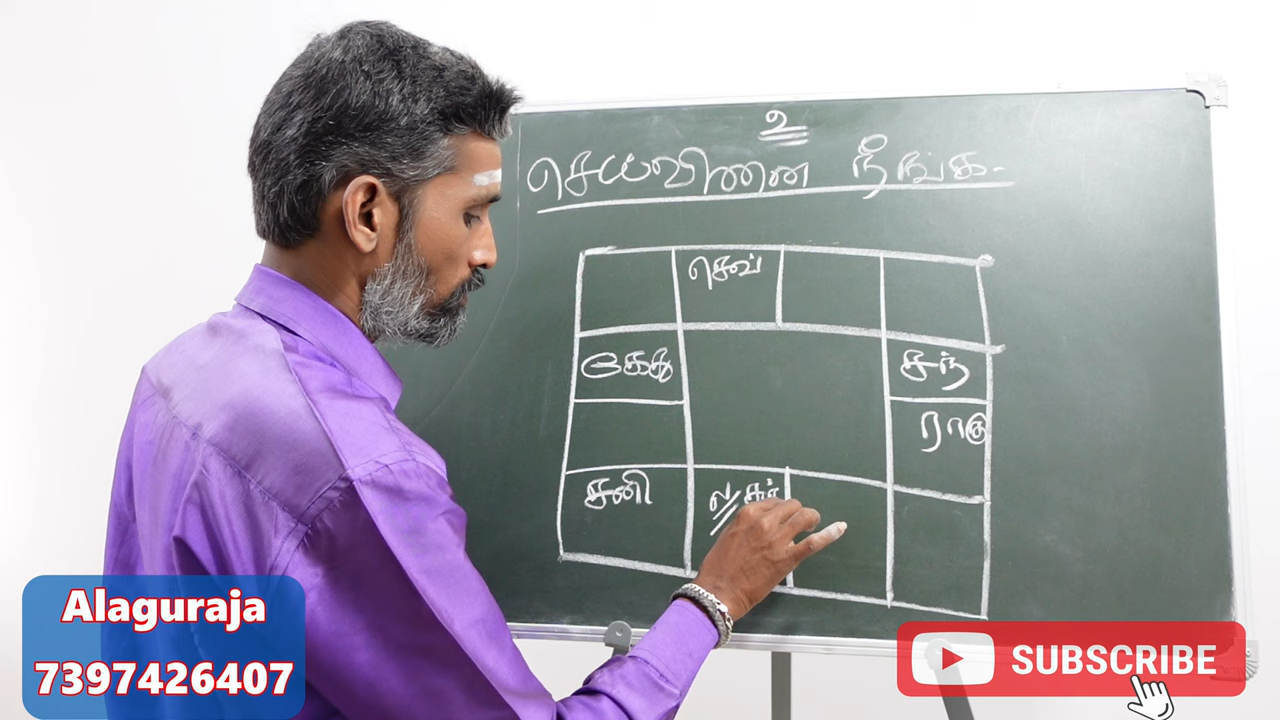 உ
செய்வினை நீங்க.
செவ்
கேது
சந்
ராகு
சனி
ல/
Alaguraja
7397426407
SUBSCRIBE